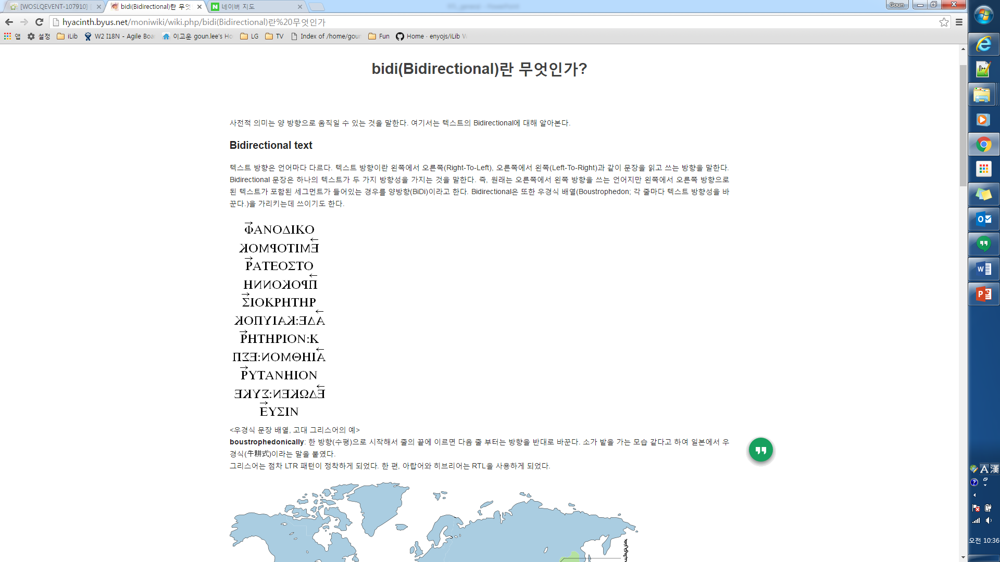 [WOSLQEVENT-107910]
bidi(Bidirectional)란 무엇
네이버 지도
Goun
hyacinth.byus.net/moniwiki/wiki.php/bidi(Bidirectional)란%20무엇인가
앱 설정 iLib W2 I18N - Agile Boa 이고운 goun.lee's Ho LG TV Index of /home/gour Fun Home · enyojs/iLib W
bidi(Bidirectional)란 무엇인가?
사전적 의미는 양 방향으로 움직일 수 있는 것을 말한다. 여기서는 텍스트의 Bidirectional에 대해 알아본다.
Bidirectional text
텍스트 방향은 언어마다 다르다. 텍스트 방향이란 왼쪽에서 오른쪽(Right-To-Left), 오른쪽에서 왼쪽(Left-To-Right)과 같이 문장을 읽고 쓰는 방향을 말한다.
Bidirectional 문장은 하나의 텍스트가 두 가지 방향성을 가지는 것을 말한다. 즉, 원래는 오른쪽에서 왼쪽 방향을 쓰는 언어지만 왼쪽에서 오른쪽 방향으로
된 텍스트가 포함된 세그먼트가 들어있는 경우를 양방향(BiDi)이라고 한다. Bidirectional은 또한 우경식 배열(Boustrophedon; 각 줄마다 텍스트 방향성을 바
꾼다.)을 가리키는데 쓰이기도 한다.
ΦΑΝΟΔΙΚΟ
ΕΜΙΤΟΡΜΟΚ
ΡΑΤΕΟΣΤΟ
ΠΡΟΚΟΝΝΗ
ΣΙΟΚΡΗΤΗΡ
ΑΔΕ:ΚΑΙΥΠΟΚ
ΡΗΤΗΡΙΟΝ:Κ
ΑΙΗΘΜΟΝ:ΕΣΠ
ΡΥΤΑΝΗΙΟΝ
ΕΔΩΚΕΝ:ΣΥΚΕ
ΕΥΣΙΝ
<우경식 문장 배열, 고대 그리스어의 예>
boustrophedonically: 한 방향(수평)으로 시작해서 줄의 끝에 이르면 다음 줄 부터는 방향을 반대로 바꾼다. 소가 밭을 가는 모습 같다고 하여 일본에서 우
경식(牛耕式)이라는 말을 붙였다.
그리스어는 점차 LTR 패턴이 정착하게 되었다. 한 편, 아랍어와 히브리어는 RTL을 사용하게 되었다.
A 漢
오전 10:36